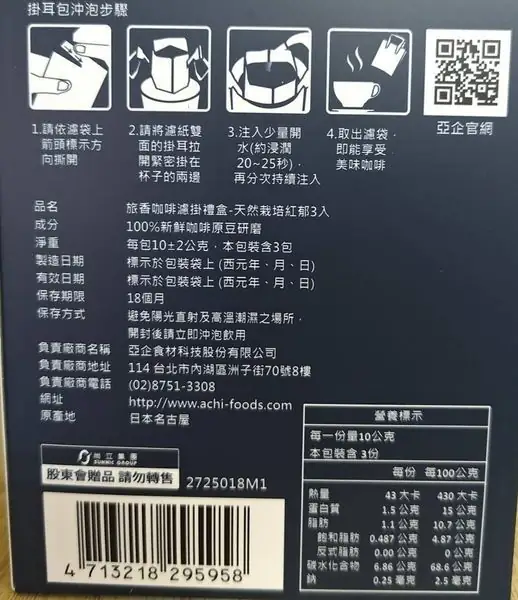 掛耳包沖泡步驟
1.請依濾袋上
箭頭標示方
向撕開
2.請將濾紙雙
面的掛耳拉
開緊密掛在
杯子的兩邊
3.注入少量開
水(約浸潤
20~25秒),
再分次持續注入
4.取出濾袋,
即能享受
美味咖啡
亞企官網
品名 旅香咖啡濾掛禮盒-天然栽培紅郁3入
成分 100%新鮮咖啡原豆研磨
淨重 每包10±2公克,本包裝含3包
製造日期 標示於包裝袋上 (西元年、月、日)
有效日期 標示於包裝袋上 (西元年、月、日)
保存期限 18個月
保存方式 避免陽光直射及高溫潮濕之場所,
開封後請立即沖泡飲用
負責廠商名稱 亞企食材科技股份有限公司
負責廠商地址 114 台北市內湖區洲子街70號8樓
負責廠商電話 (02)8751-3308
網址 http://www.achi-foods.com
原產地 日本名古屋
尚立集團
SUNNIC GROUP
股東會贈品 請勿轉售
2725018M1
4 713218 295958
營養標示
每一份量10公克
本包裝含 3份
每份 每100公克
熱量 43 大卡 430 大卡
蛋白質 1.5 公克 15 公克
脂肪 1.1 公克 10.7 公克
飽和脂肪 0.487 公克 4.87 公克
反式脂肪 0.00 公克 0 公克
碳水化合物 6.86 公克 68.6 公克
鈉 0.25 毫克 2.5 毫克